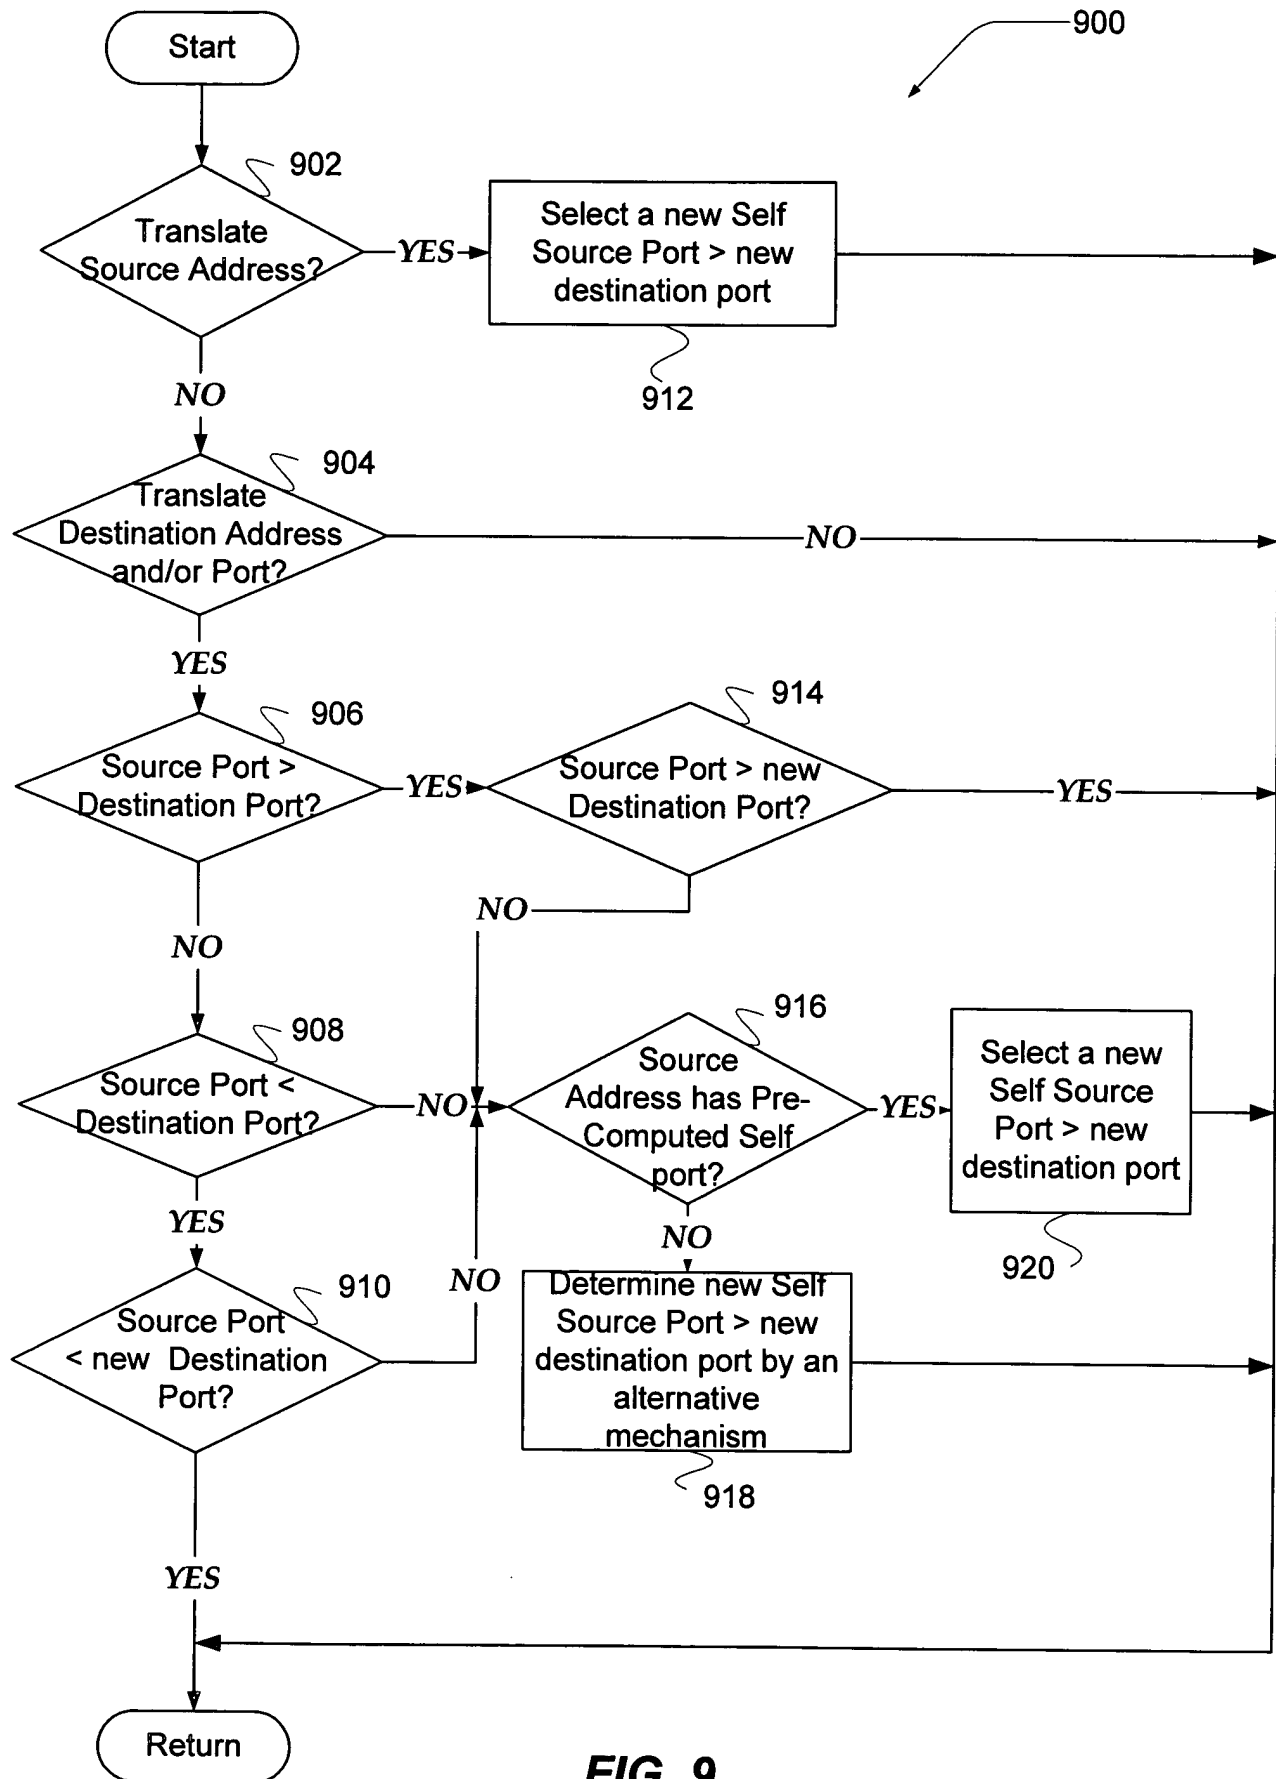 Start
900
902
Translate
Source Address?
YES
Select a new Self
Source Port > new
destination port
912
NO
904
Translate
Destination Address
and/or Port?
NO
YES
906
Source Port >
Destination Port?
YES
914
Source Port > new
Destination Port?
YES
NO
NO
908
Source Port <
Destination Port?
NO
916
Source
Address has Pre-
Computed Self
port?
YES
Select a new
Self Source
Port > new
destination port
920
YES
NO
910
Source Port
< new Destination
Port?
NO
Determine new Self
Source Port > new
destination port by an
alternative
mechanism
918
YES
Return
FIG. 9